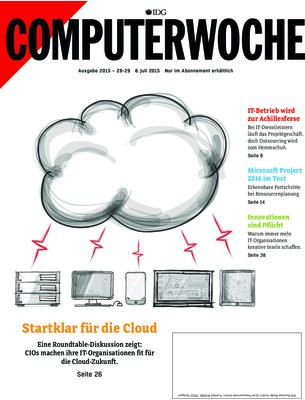 IDG
COMPUTERWOCHE
Ausgabe 2015 – 28-29 6. Juli 2015 Nur im Abonnement erhältlich
IT-Betrieb wird
zur Achillesferse
Bei IT-Dienstleistern
läuft das Projektgeschäft,
doch Outsourcing wird
zum Hemmschuh.
Seite 8
Microsoft Project
2016 im Test
Erkennbare Fortschritte
bei Ressourcenplanung.
Seite 14
Innovationen
sind Pflicht
Warum immer mehr
IT-Organisationen
kreative Inseln schaffen.
Seite 38
Startklar für die Cloud
Eine Roundtable-Diskussion zeigt:
CIOs machen ihre IT-Organisationen fit für
die Cloud-Zukunft.
Seite 26